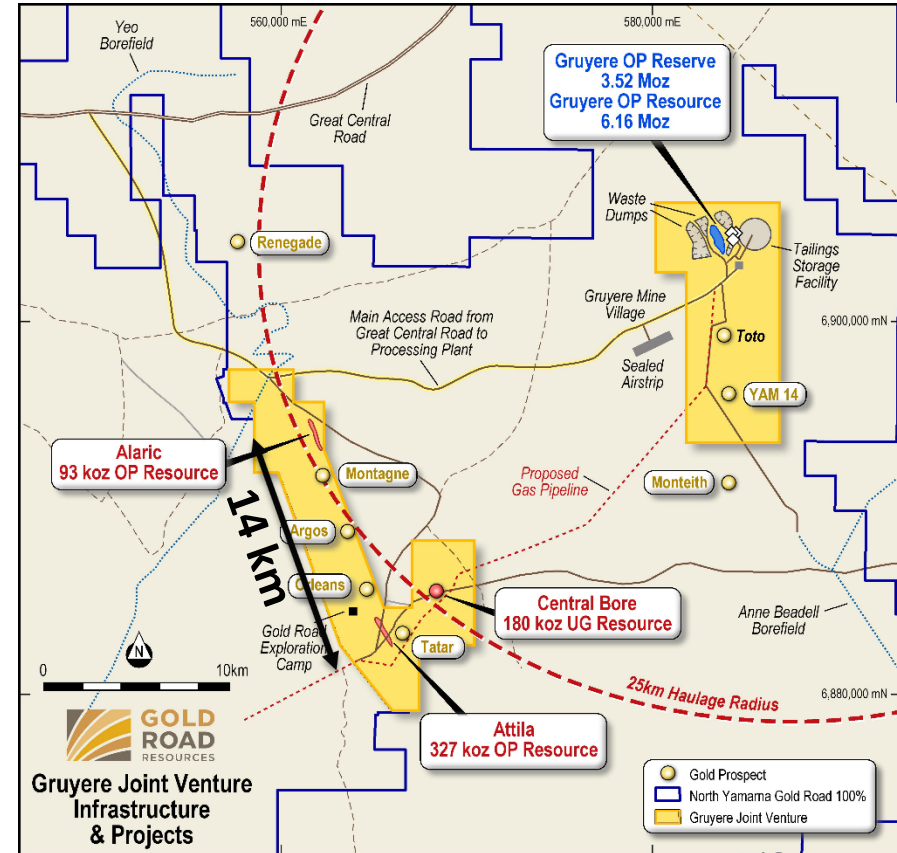 560,000 mE
580,000 mE
Yeo
Borefield
Great Central
Road
Gruyere OP Reserve
3.52 Moz
Gruyere OP Resource
6.16 Moz
Waste
Dumps
Tailings
Storage
Facility
Renegade
Main Access Road from
Great Central Road to
Processing Plant
Gruyere Mine
Village
6,900,000 mN
Toto
Sealed
Airstrip
YAM 14
Alaric
93 koz OP Resource
Montagne
Proposed
Gas Pipeline
Monteith
14 km
Argos
Orleans
Central Bore
180 koz UG Resource
Anne Beadell
Borefield
Gold Road
Exploration
Camp
Tatar
N
0
10km
25km Haulage Radius
6,880,000 mN
GOLD
ROAD
RESOURCES
Attila
327 koz OP Resource
Gruyere Joint Venture
Infrastructure
& Projects
Gold Prospect
North Yamarna Gold Road 100%
Gruyere Joint Venture